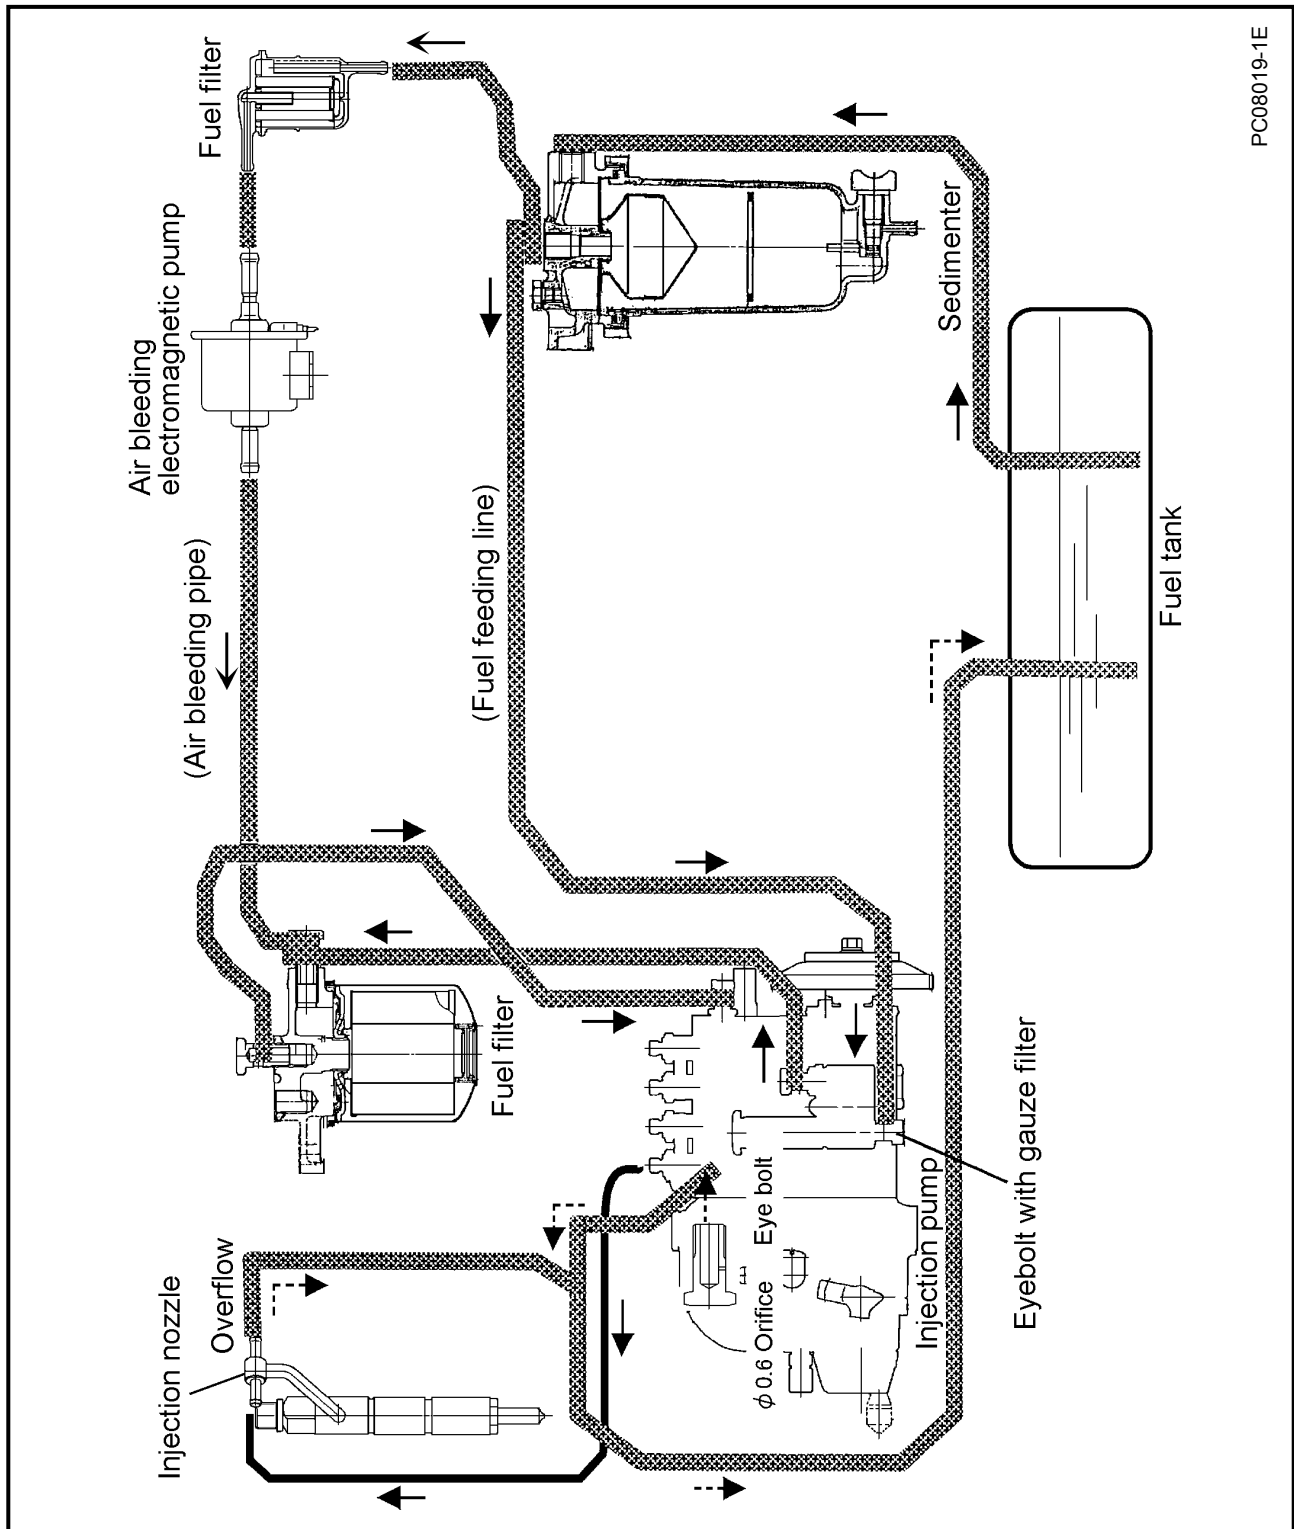 Injection nozzle
Overflow
Fuel filter
(Air bleeding pipe)
Air bleeding
electromagnetic pump
Fuel filter
(Fuel feeding line)
φ 0.6 Orifice
Eye bolt
Injection pump
Sedimenter
Eyebolt with gauze filter
Fuel tank
PC08019-1E